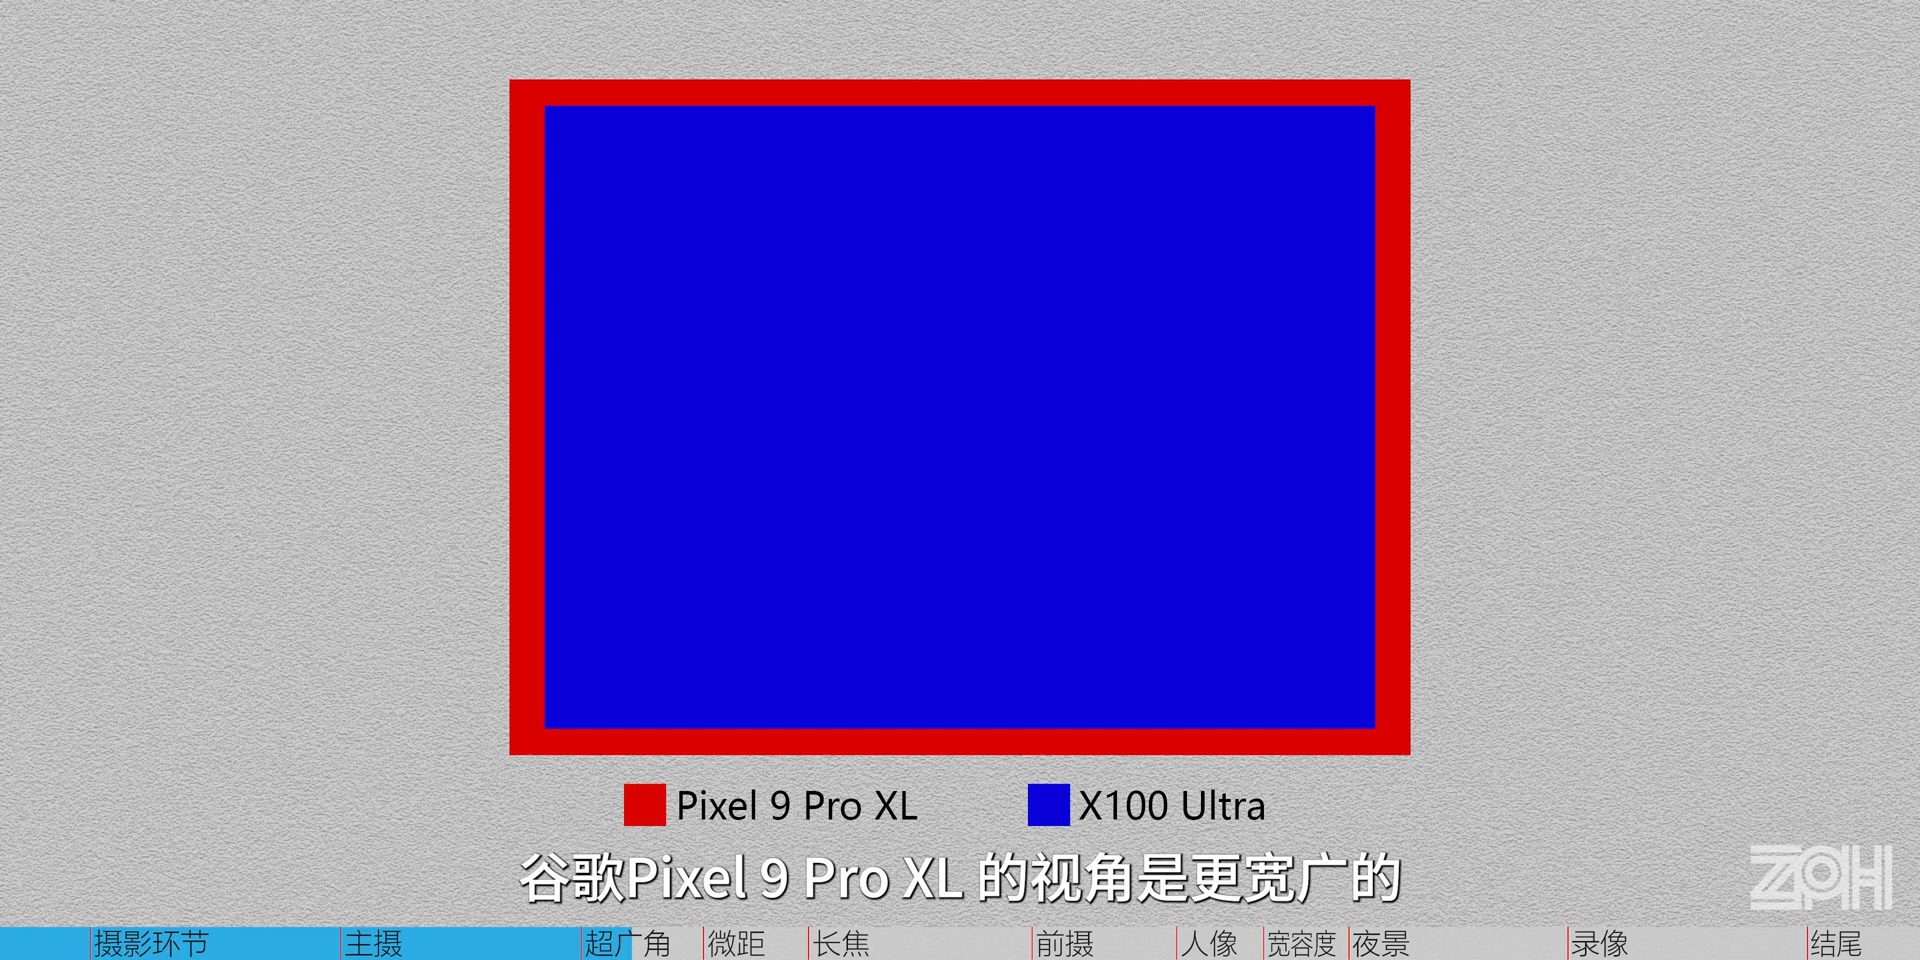 Pixel 9 Pro XL X100 Ultra
谷歌Pixel 9 Pro XL 的视角是更宽广的
ZPH
摄影环节 主摄 超广角 微距 长焦 前摄 人像 宽容度 夜景 录像 结尾